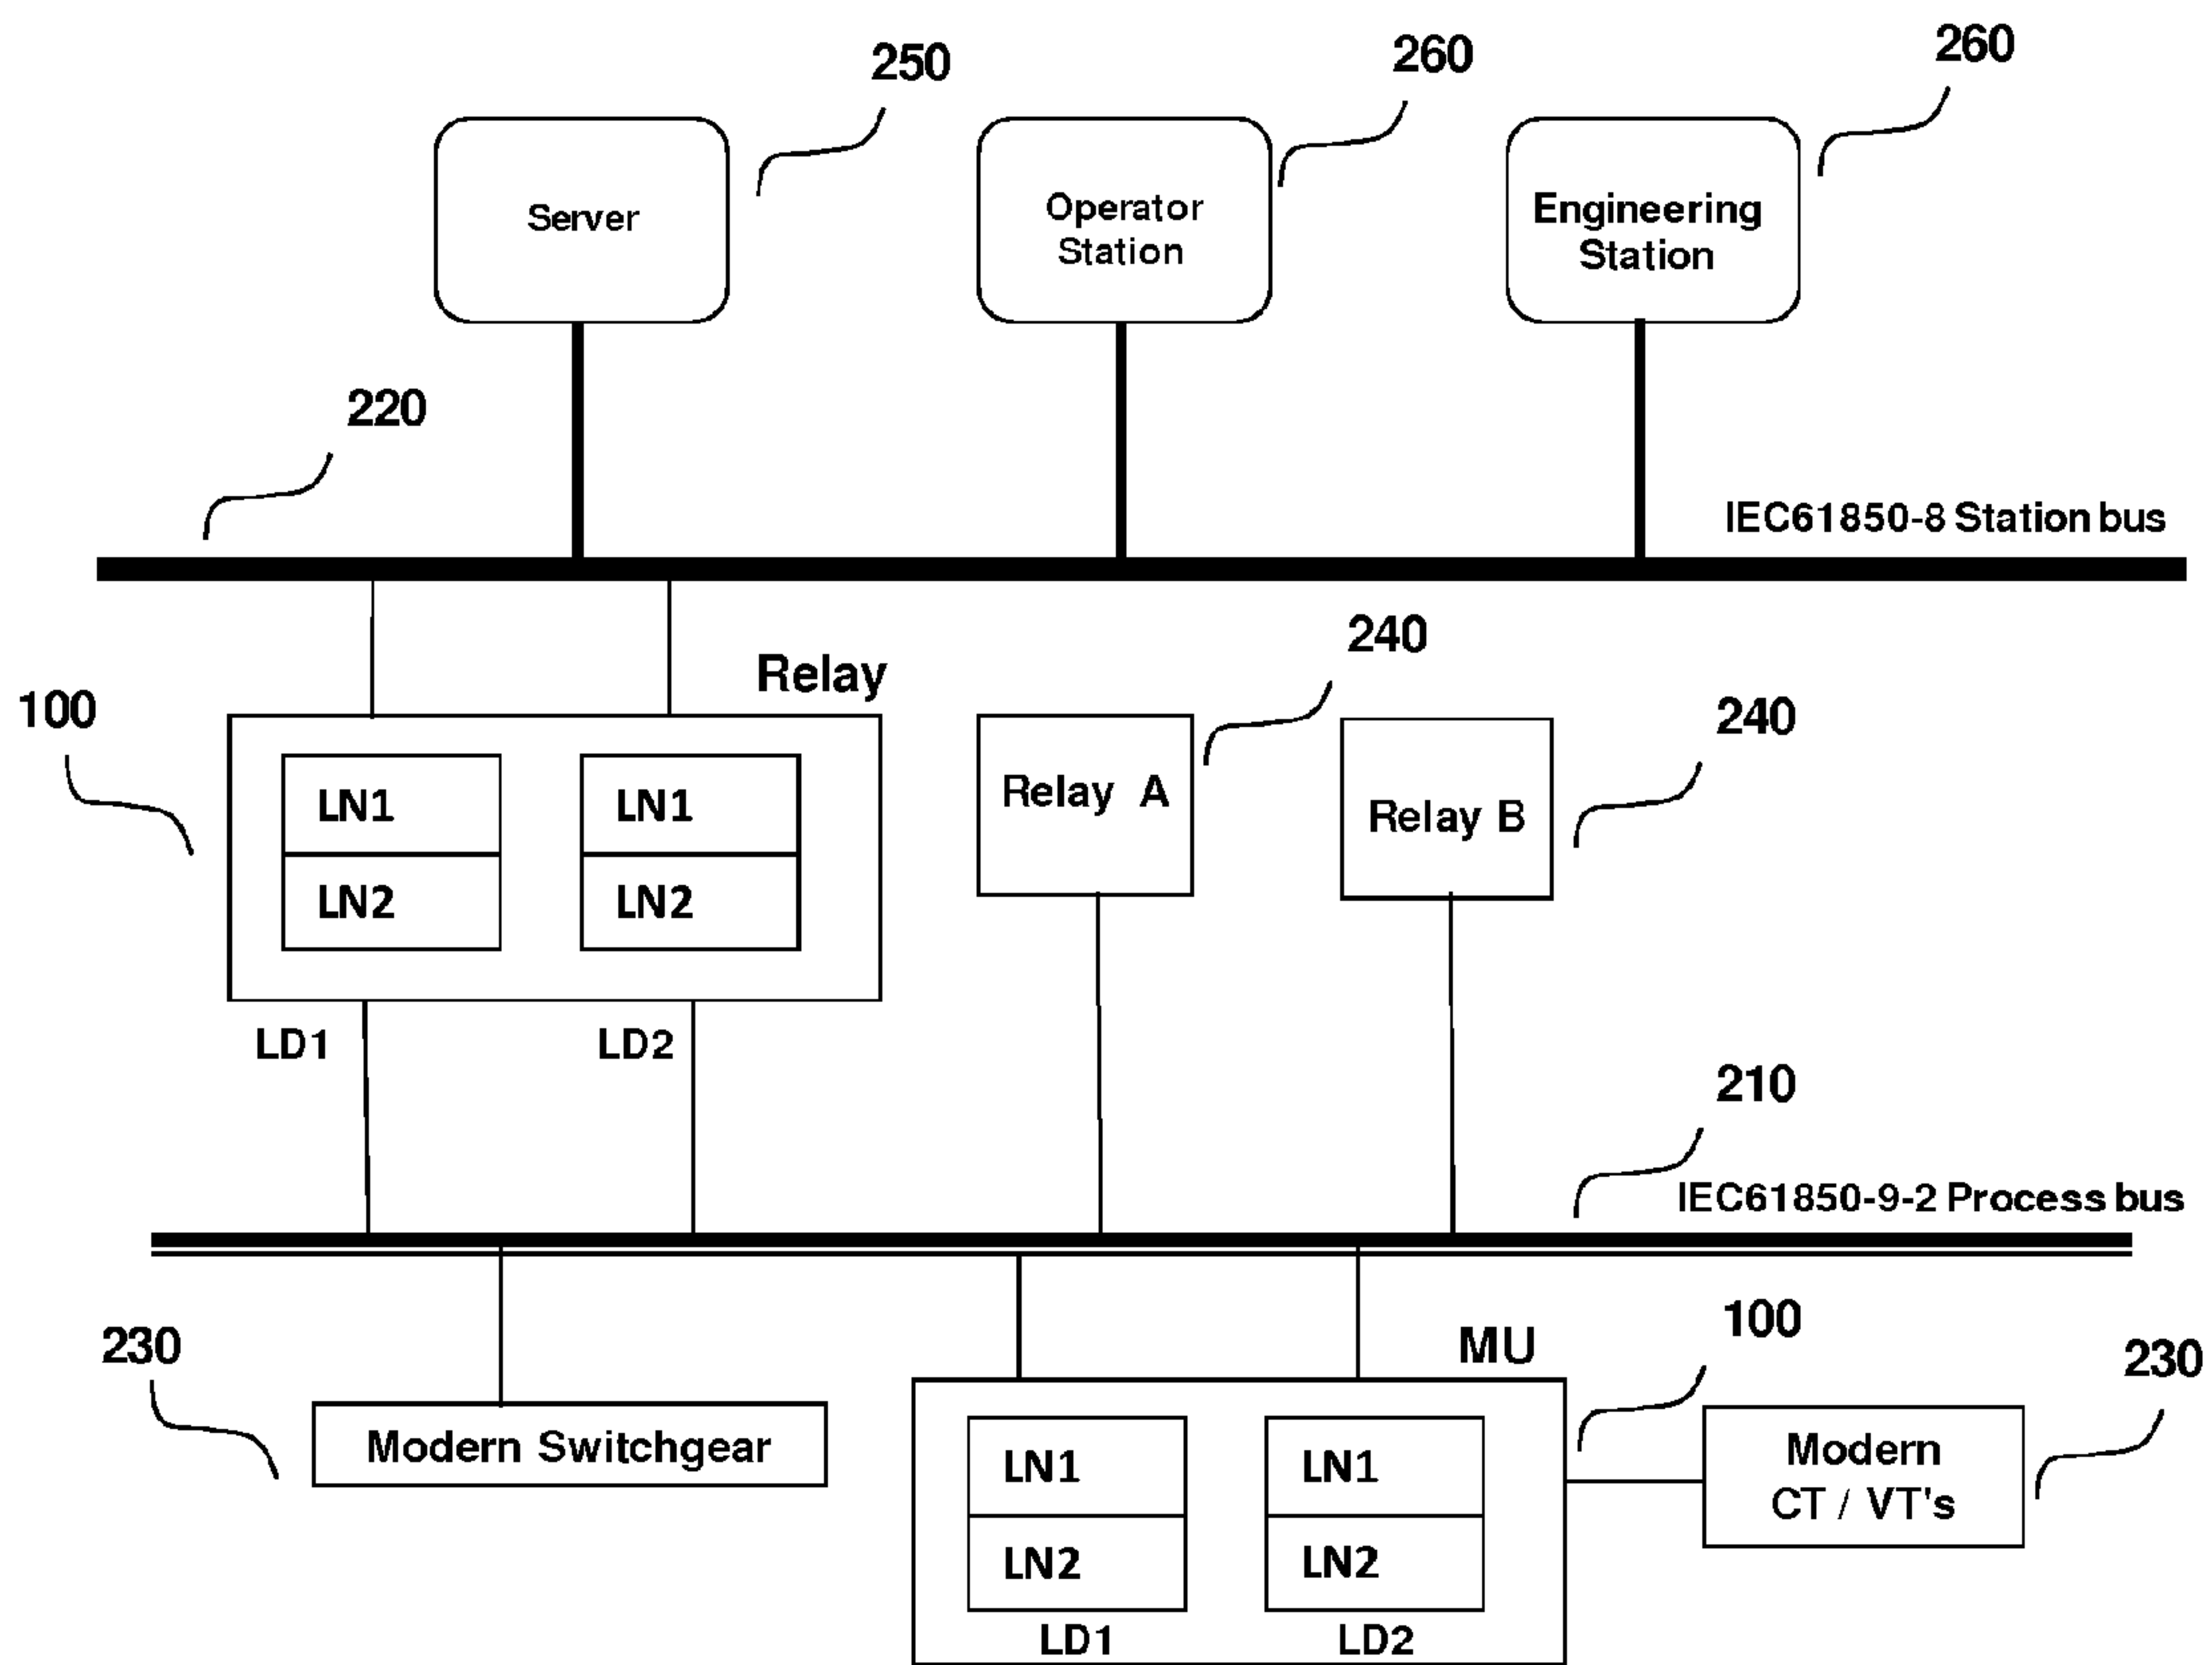 250
260
260
Server
Operator
Station
Engineering
Station
220
IEC61850-8 Station bus
240
Relay
100
240
Relay A
Relay B
LN1
LN1
LN2
LN2
LD1
LD2
210
IEC61850-9-2 Process bus
230
MU
100
230
Modern Switchgear
Modern
CT / VT's
LN1
LN1
LN2
LN2
LD1
LD2